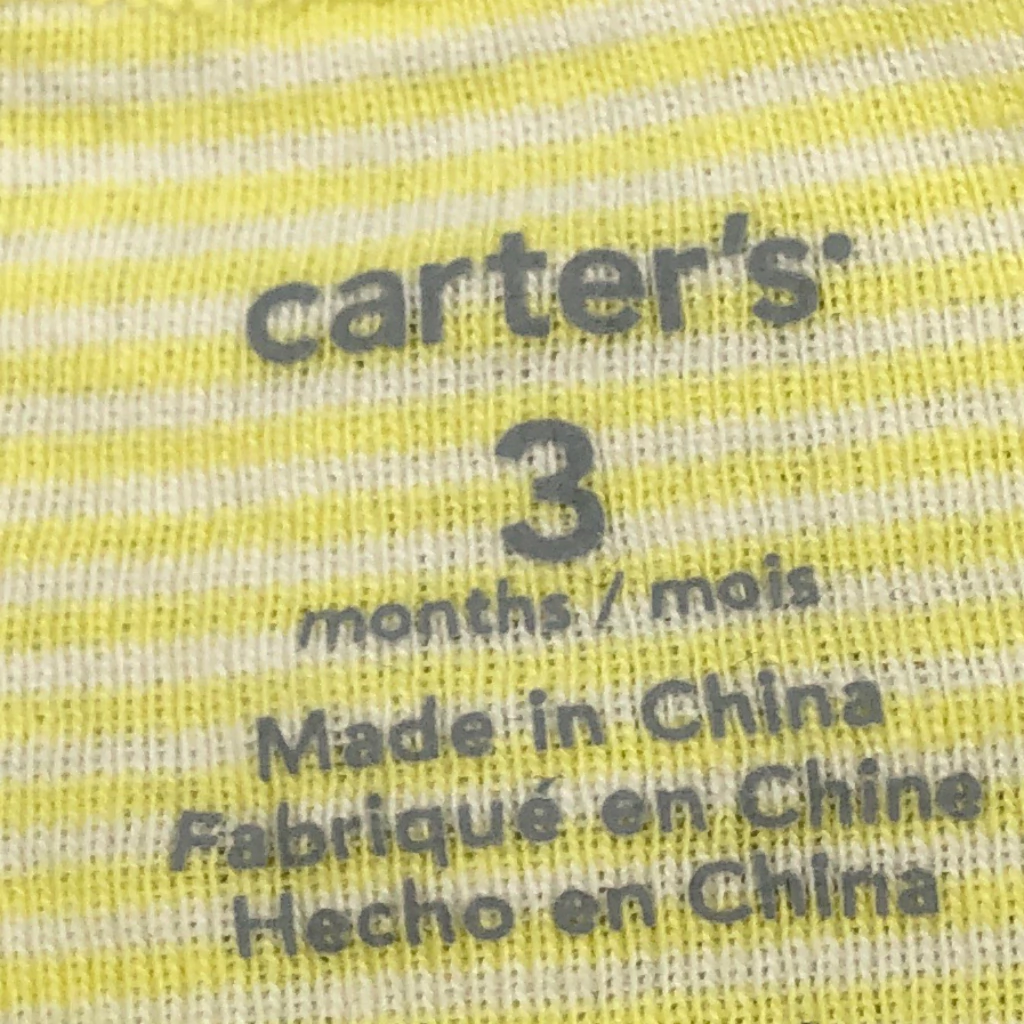 carter's
3
months / mois
Made in China
Fabriqué en Chine
Hecho en China